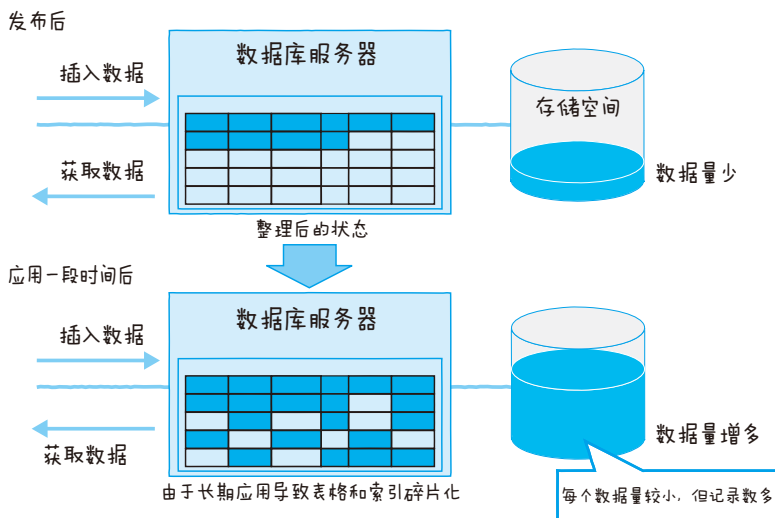 发布后
数据库服务器
插入数据
存储空间
获取数据
数据量少
整理后的状态
应用一段时间后
数据库服务器
插入数据
获取数据
数据量增多
由于长期应用导致表格和索引碎片化
每个数据量较小，但记录数多